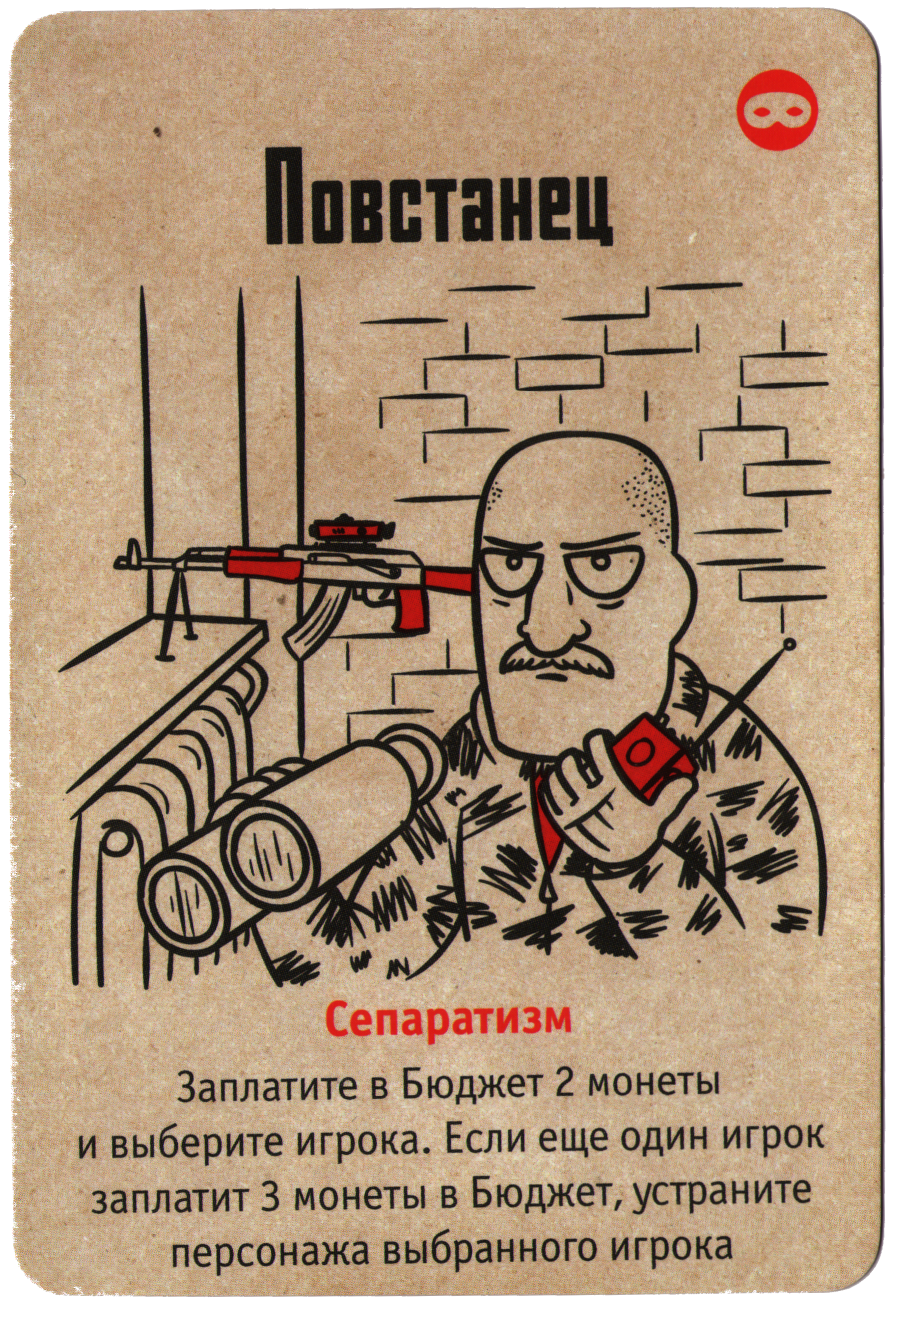 Повстанец
Сепаратизм
Заплатите в Бюджет 2 монеты
и выберите игрока. Если еще один игрок
заплатит 3 монеты в Бюджет, устраните
персонажа выбранного игрока